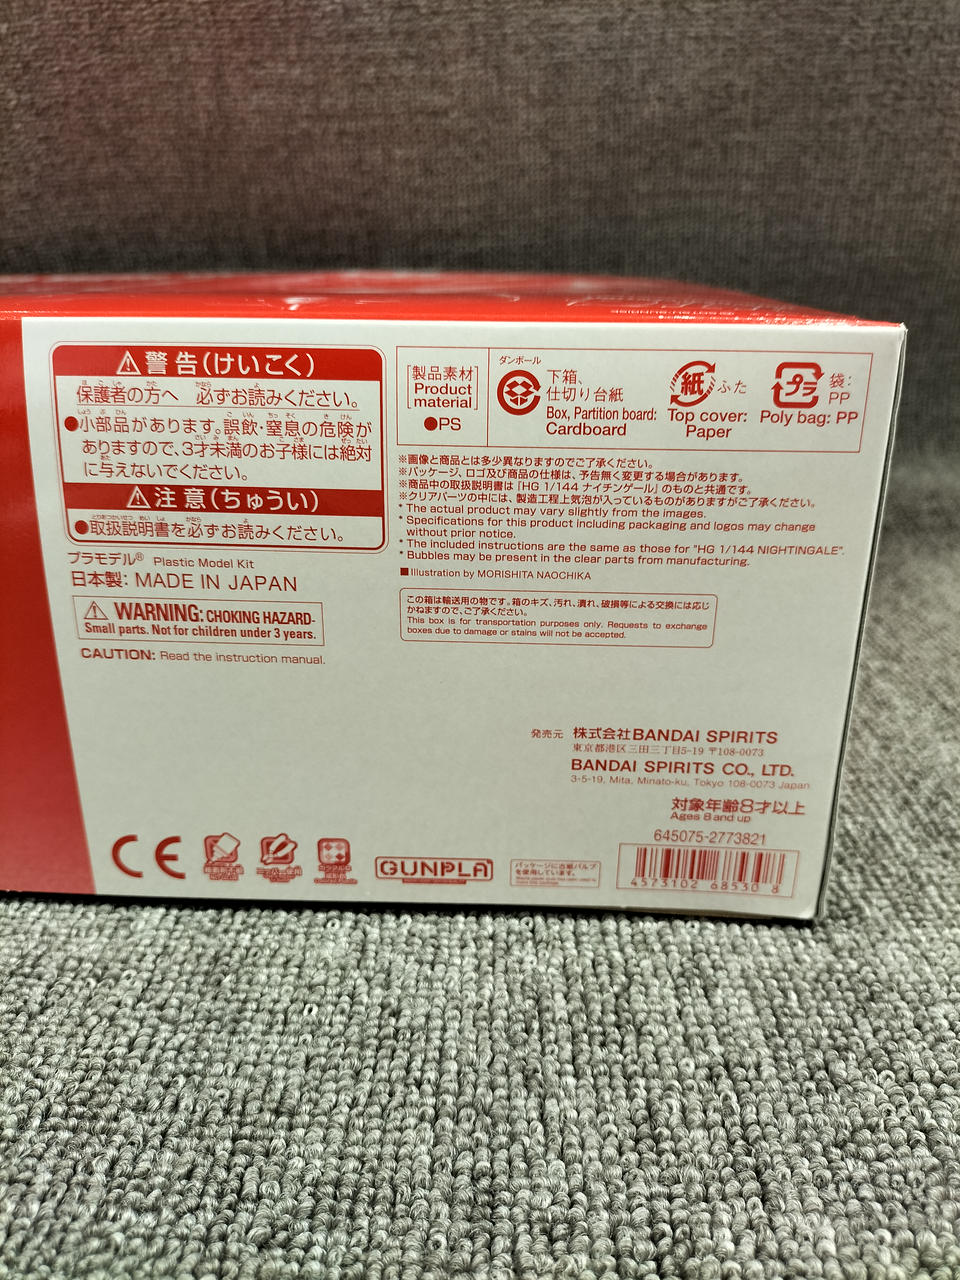 警告(けいこく)
保護者の方へ 必ずお読みください。
●小部品があります。誤飲・窒息の危険が
ありますので、3才未満のお子様には絶対
に与えないでください。
注意(ちゅうい)
●取扱説明書を必ずお読みください。
プラモデル® Plastic Model Kit
日本製: MADE IN JAPAN
WARNING: CHOKING HAZARD-
Small parts. Not for children under 3 years.
CAUTION: Read the instruction manual.
[製品素材]
[Product material]
●PS
ダンボール
下箱、
仕切り台紙
Box, Partition board:
Cardboard
紙
ふた
Top cover:
Paper
プラ
袋:
PP
Poly bag: PP
※画像と商品とは多少異なりますのでご了承ください。
※パッケージ、ロゴ及び商品の仕様は、予告無く変更する場合があります。
※商品中の取扱説明書は「HG 1/144 ナイチンゲール」のものと共通です。
※クリアパーツの中には、製造工程上気泡が入っているものがありますがご了承ください。
* The actual product may vary slightly from the images.
* Specifications for this product including packaging and logos may change
without prior notice.
* The included instructions are the same as those for "HG 1/144 NIGHTINGALE".
* Bubbles may be present in the clear parts from manufacturing.
■Illustration by MORISHITA NAOCHIKA
この箱は輸送用の物です。箱のキズ、汚れ、潰れ、破損等による交換には応じ
かねますので、ご了承ください。
This box is for transportation purposes only. Requests to exchange
boxes due to damage or stains will not be accepted.
発売元 株式会社BANDAI SPIRITS
東京都港区三田三丁目5-19 〒108-0073
BANDAI SPIRITS CO., LTD.
3-5-19, Mita, Minato-ku, Tokyo 108-0073 Japan
対象年齢8才以上
Ages 8 and up
645075-2773821
CE
GUNPLA
パッケージに古紙パルプ
を使用しています。
4573102 68530 8